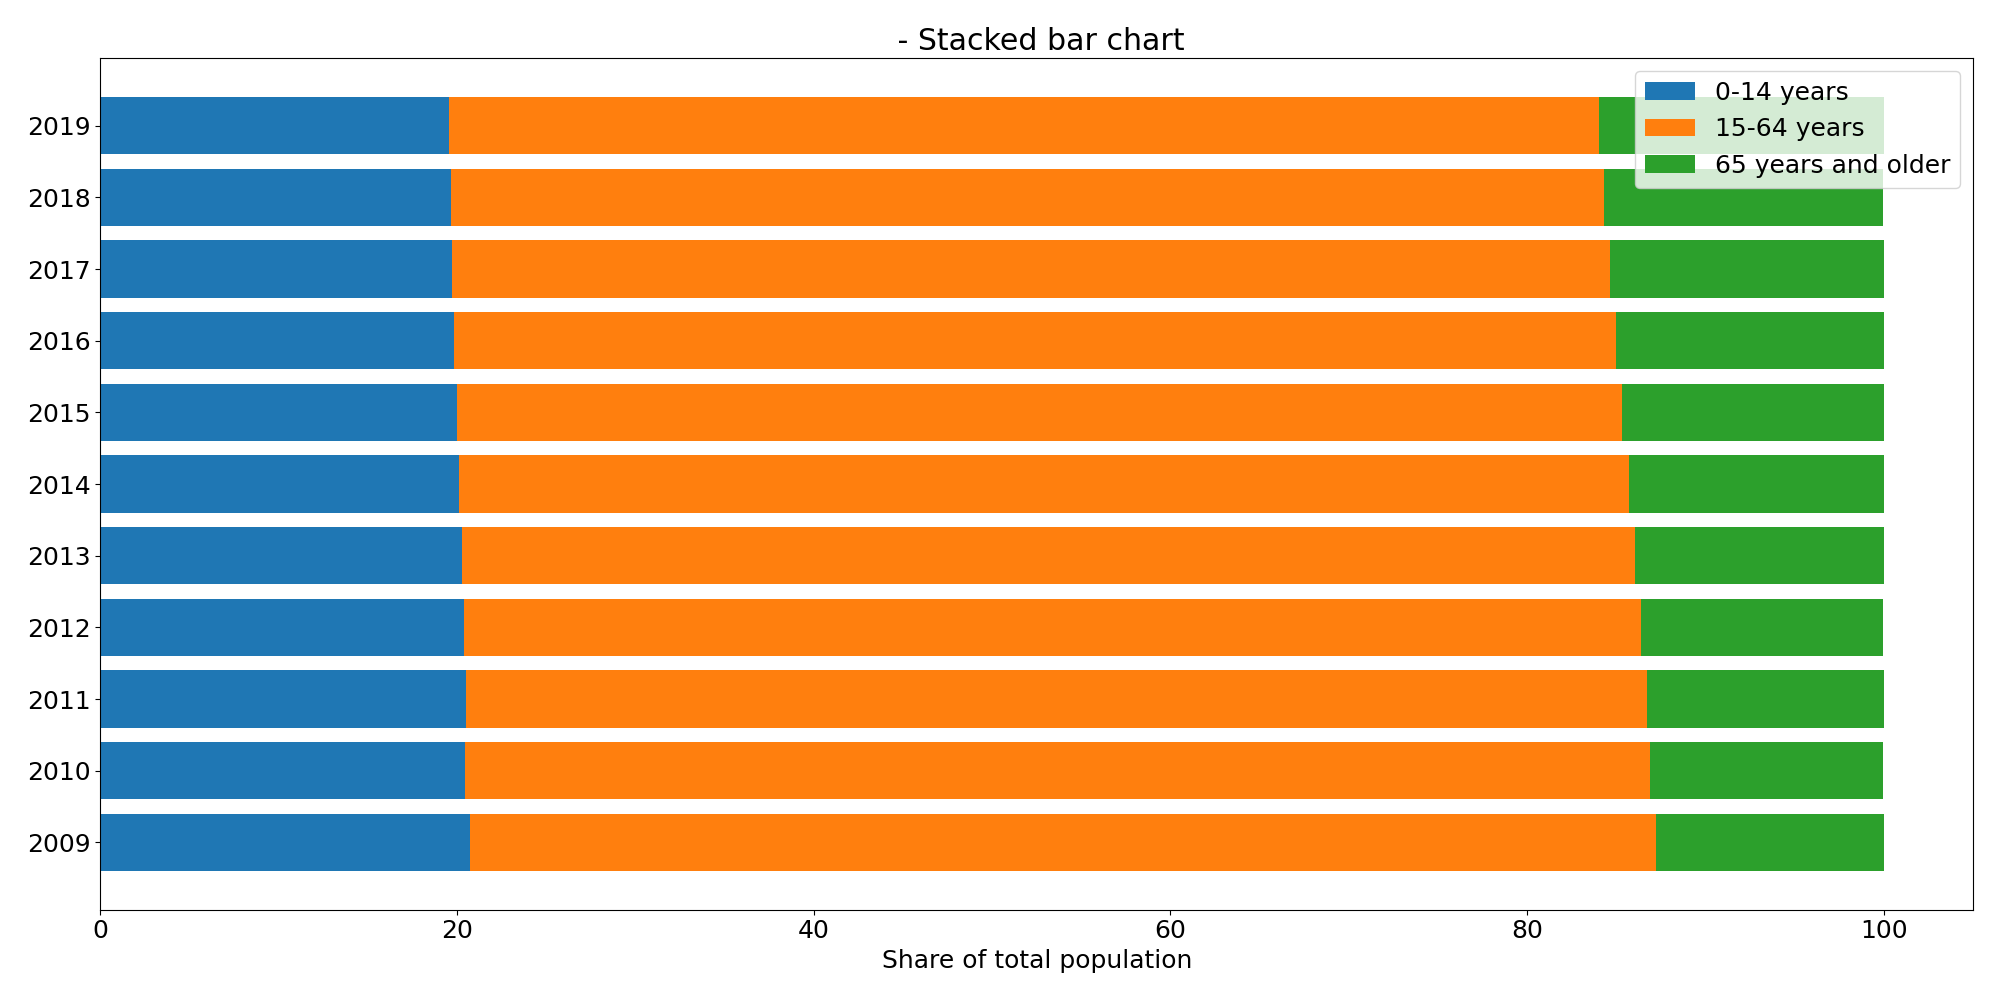 - Stacked bar chart
0-14 years
15-64 years
65 years and older
2019
2018
2017
2016
2015
2014
2013
2012
2011
2010
2009
0 20 40 60 80 100
Share of total population